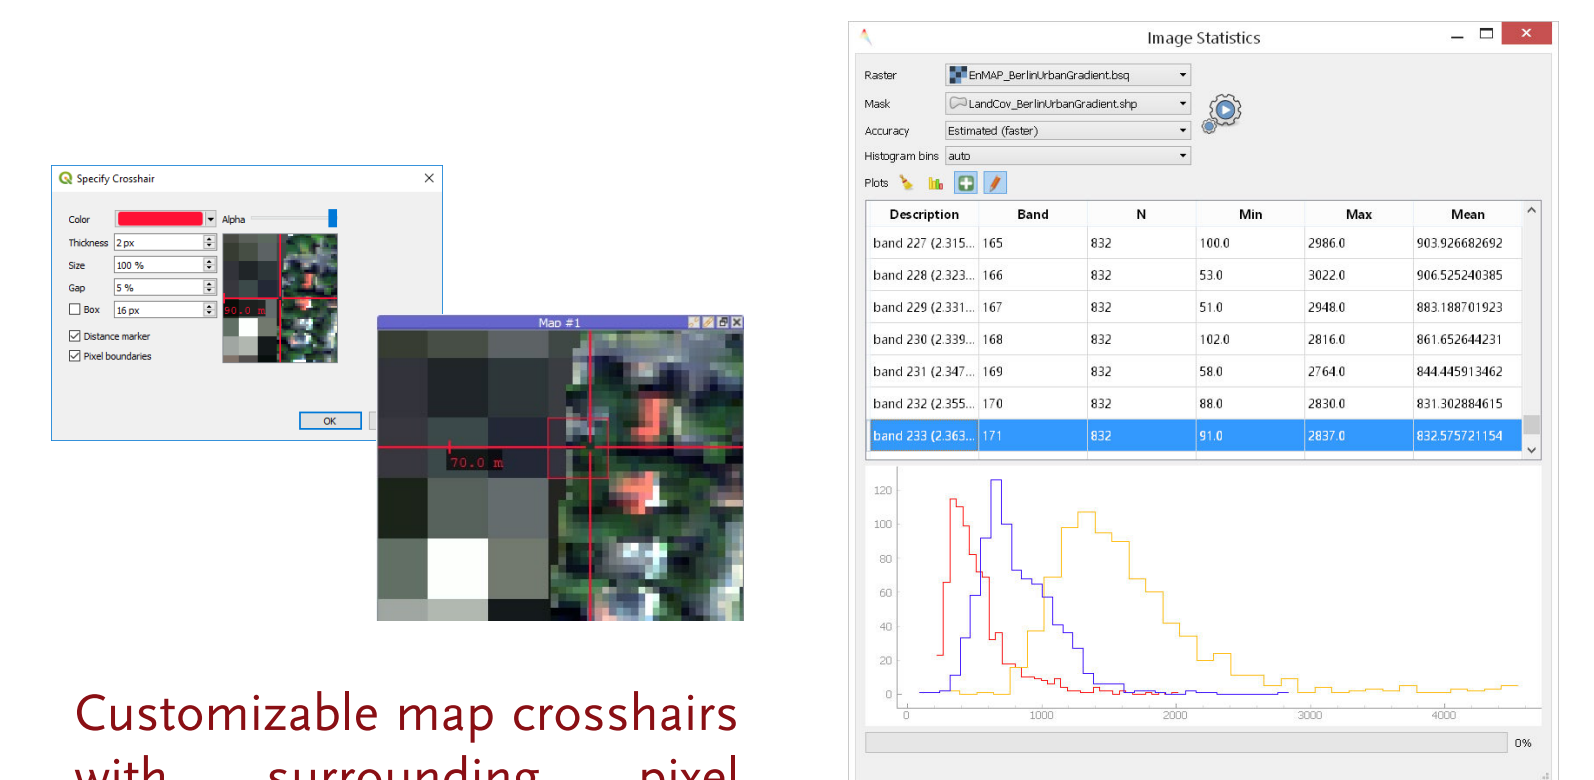 Specify Crosshair
Color
Alpha
Thickness 2 px
Size 100 %
Gap 5 %
Box 16 px
Distance marker
Pixel boundaries
90.0 m
OK
Map #1
70.0 m
Customizable map crosshairs
with surrounding pixel
Image Statistics
Raster EnMAP_BerlinUrbanGradient.bsq
Mask LandCov_BerlinUrbanGradient.shp
Accuracy Estimated (faster)
Histogram bins auto
Plots
Description Band N Min Max Mean
band 227 (2.315... 165 832 100.0 2986.0 903.926682692
band 228 (2.323... 166 832 53.0 3022.0 906.525240385
band 229 (2.331... 167 832 51.0 2948.0 883.188701923
band 230 (2.339... 168 832 102.0 2816.0 861.652644231
band 231 (2.347... 169 832 58.0 2764.0 844.445913462
band 232 (2.355... 170 832 88.0 2830.0 831.302884615
band 233 (2.363... 171 832 91.0 2837.0 832.575721154
120
100
80
60
40
20
0
0 1000 2000 3000 4000
0%